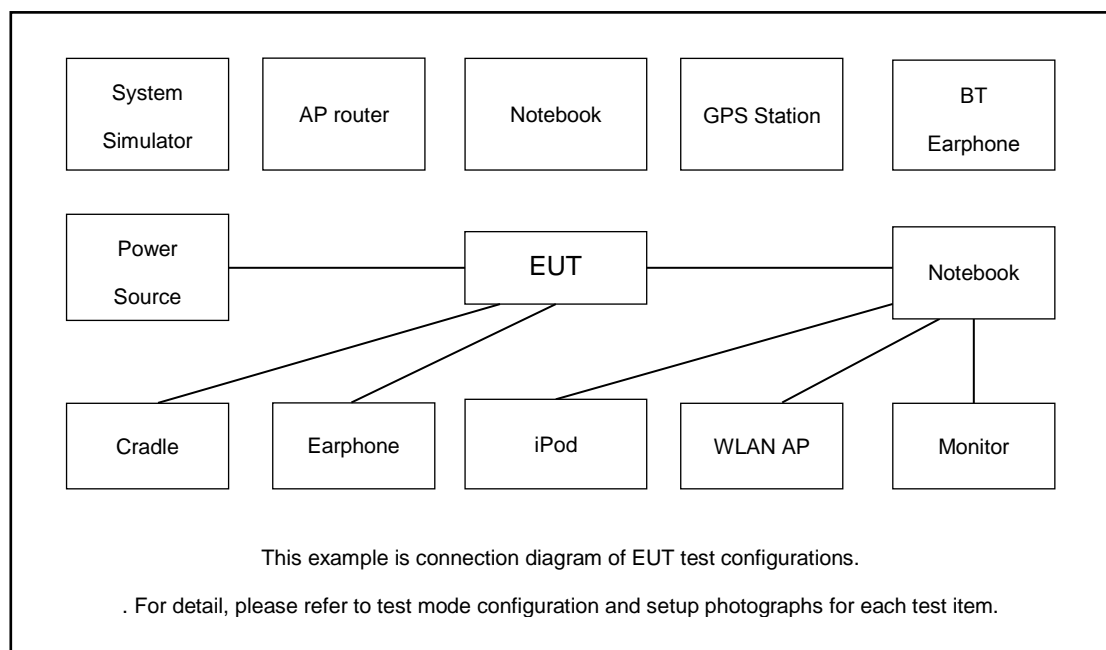 System
Simulator
AP router
Notebook
GPS Station
BT
Earphone
Power
Source
EUT
Notebook
Cradle
Earphone
iPod
WLAN AP
Monitor
This example is connection diagram of EUT test configurations.
. For detail, please refer to test mode configuration and setup photographs for each test item.